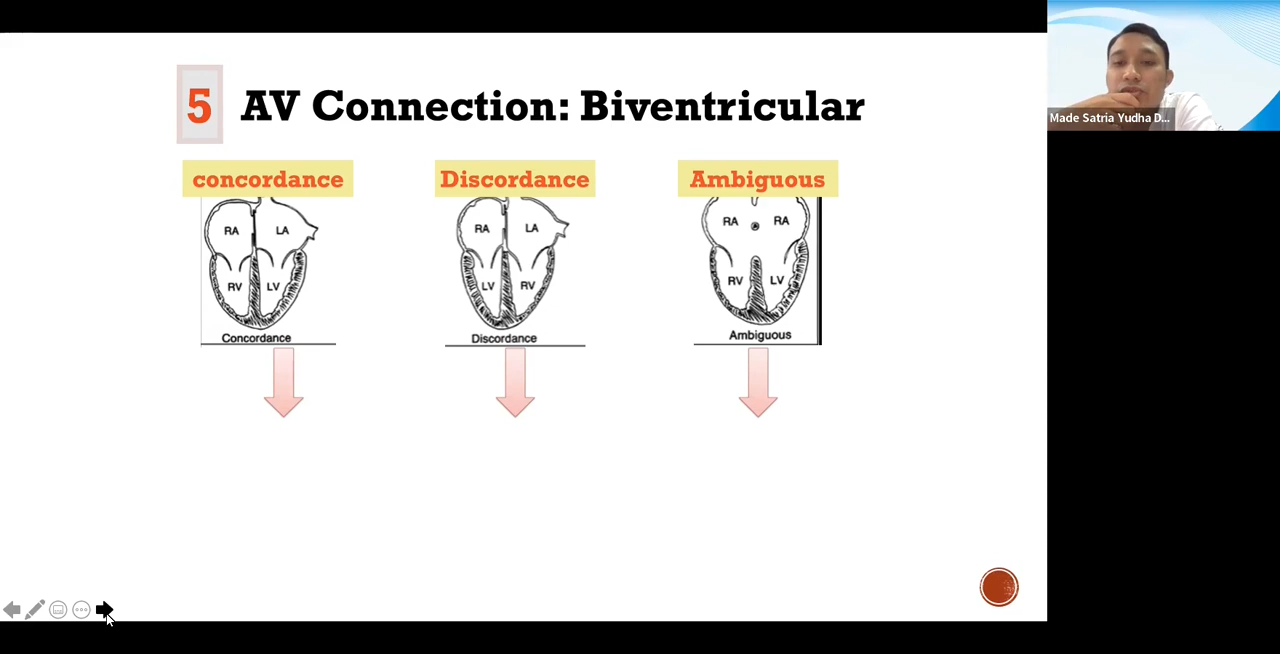 5 AV Connection: Biventricular
concordance Discordance Ambiguous
RA LA RA LA RA RA
RV LV LV RV RV LV
Concordance Discordance Ambiguous
Made Satria Yudha D...